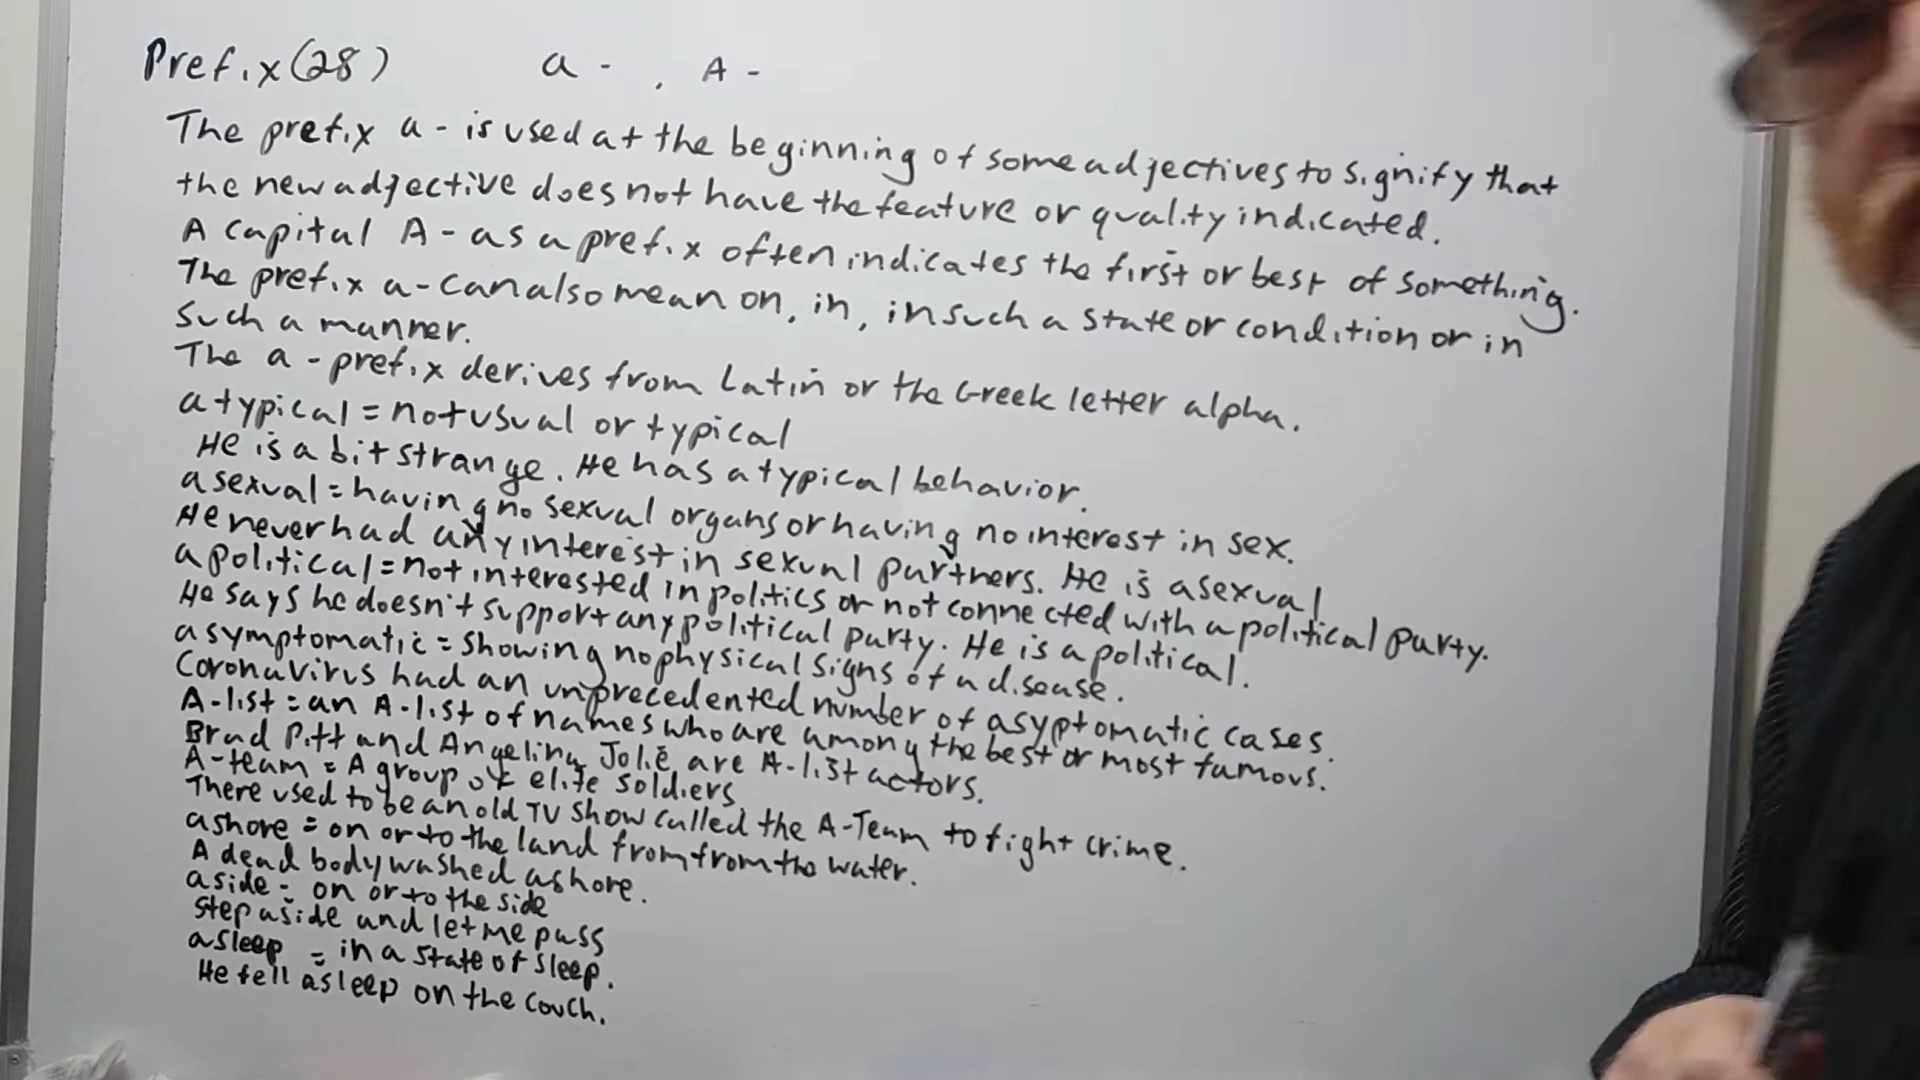 Prefix (28) a- , A-
The prefix a- is used at the beginning of some adjectives to signify that
the new adjective does not have the feature or quality indicated.
A capital A- as a prefix often indicates the first or best of something.
The prefix a- can also mean on, in, in such a state or condition or in
such a manner.
The a- prefix derives from Latin or the Greek letter alpha.
atypical = not usual or typical
He is a bit strange. He has atypical behavior.
asexual = having no sexual organs or having no interest in sex.
He never had any interest in sexual partners. He is asexual
apolitical = not interested in politics or not connected with a political party.
He says he doesn't support any political party. He is apolitical.
asymptomatic = showing no physical signs of a disease.
Coronavirus had an unprecedented number of asyptomatic cases.
A-list = an A-list of names who are among the best or most famous.
Brad Pitt and Angelina Jolie are A-list actors.
A-team = A group of elite soldiers
There used to be an old TV show called the A-Team to fight crime.
ashore = on or to the land from from the water.
A dead body washed ashore.
aside = on or to the side
Step aside and let me pass
asleep = in a state of sleep.
He fell asleep on the couch.